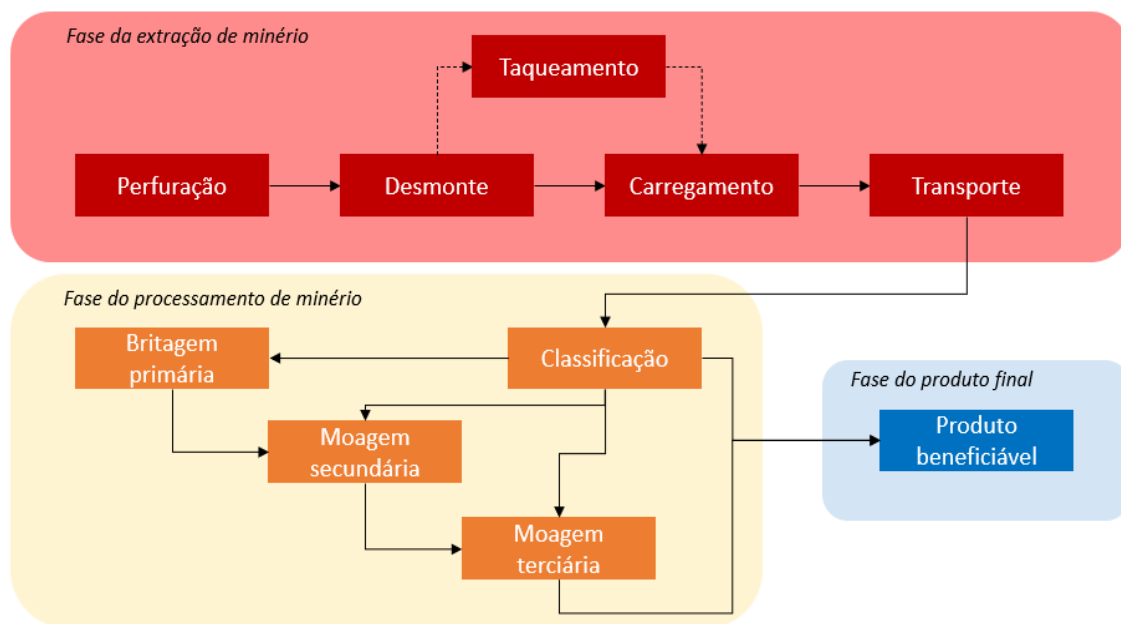 Fase da extração de minério
Taqueamento
Perfuração
Desmonte
Carregamento
Transporte
Fase do processamento de minério
Britagem
primária
Classificação
Moagem
secundária
Moagem
terciária
Fase do produto final
Produto
beneficiável